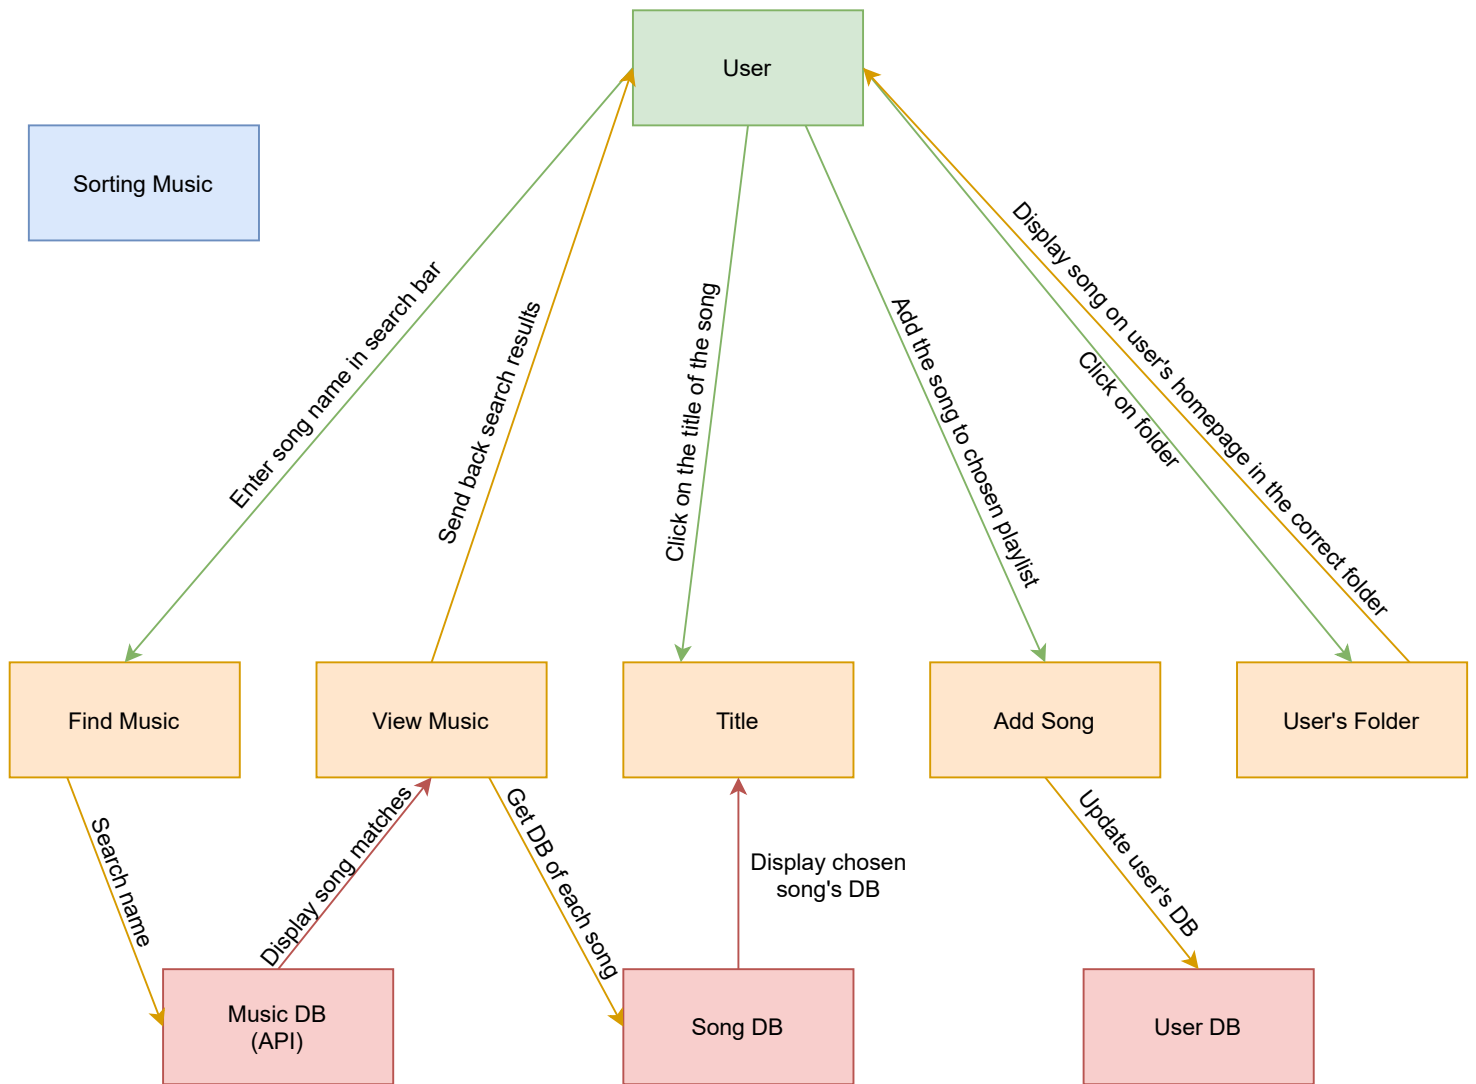 User
Sorting Music
Enter song name in search bar
Send back search results
Click on the title of the song
Add the song to chosen playlist
Display song on user's homepage in the correct folder
Click on folder
Find Music
View Music
Title
Add Song
User's Folder
Search name
Display song matches
Get DB of each song
Display chosen
song's DB
Update user's DB
Music DB
(API)
Song DB
User DB